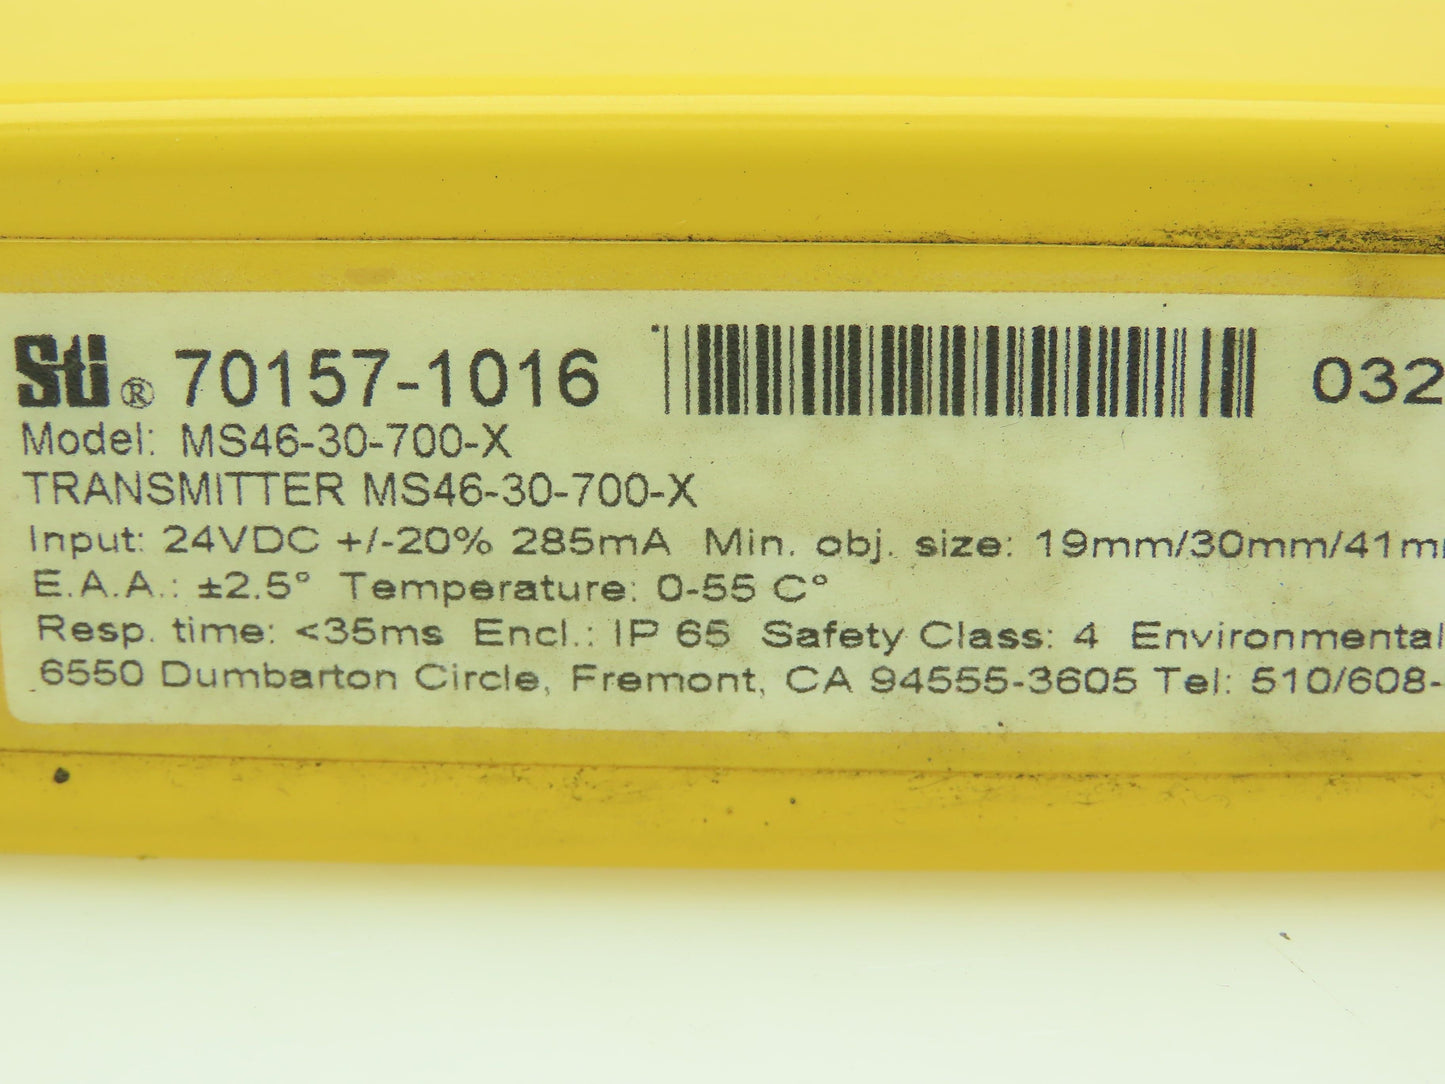 Sti® 70157-1016 032
Model: MS46-30-700-X
TRANSMITTER MS46-30-700-X
Input: 24VDC +/-20% 285mA Min. obj. size: 19mm/30mm/41m
E.A.A.: ±2.5° Temperature: 0-55 C°
Resp. time: <35ms Encl.: IP 65 Safety Class: 4 Environmental
6550 Dumbarton Circle, Fremont, CA 94555-3605 Tel: 510/608-